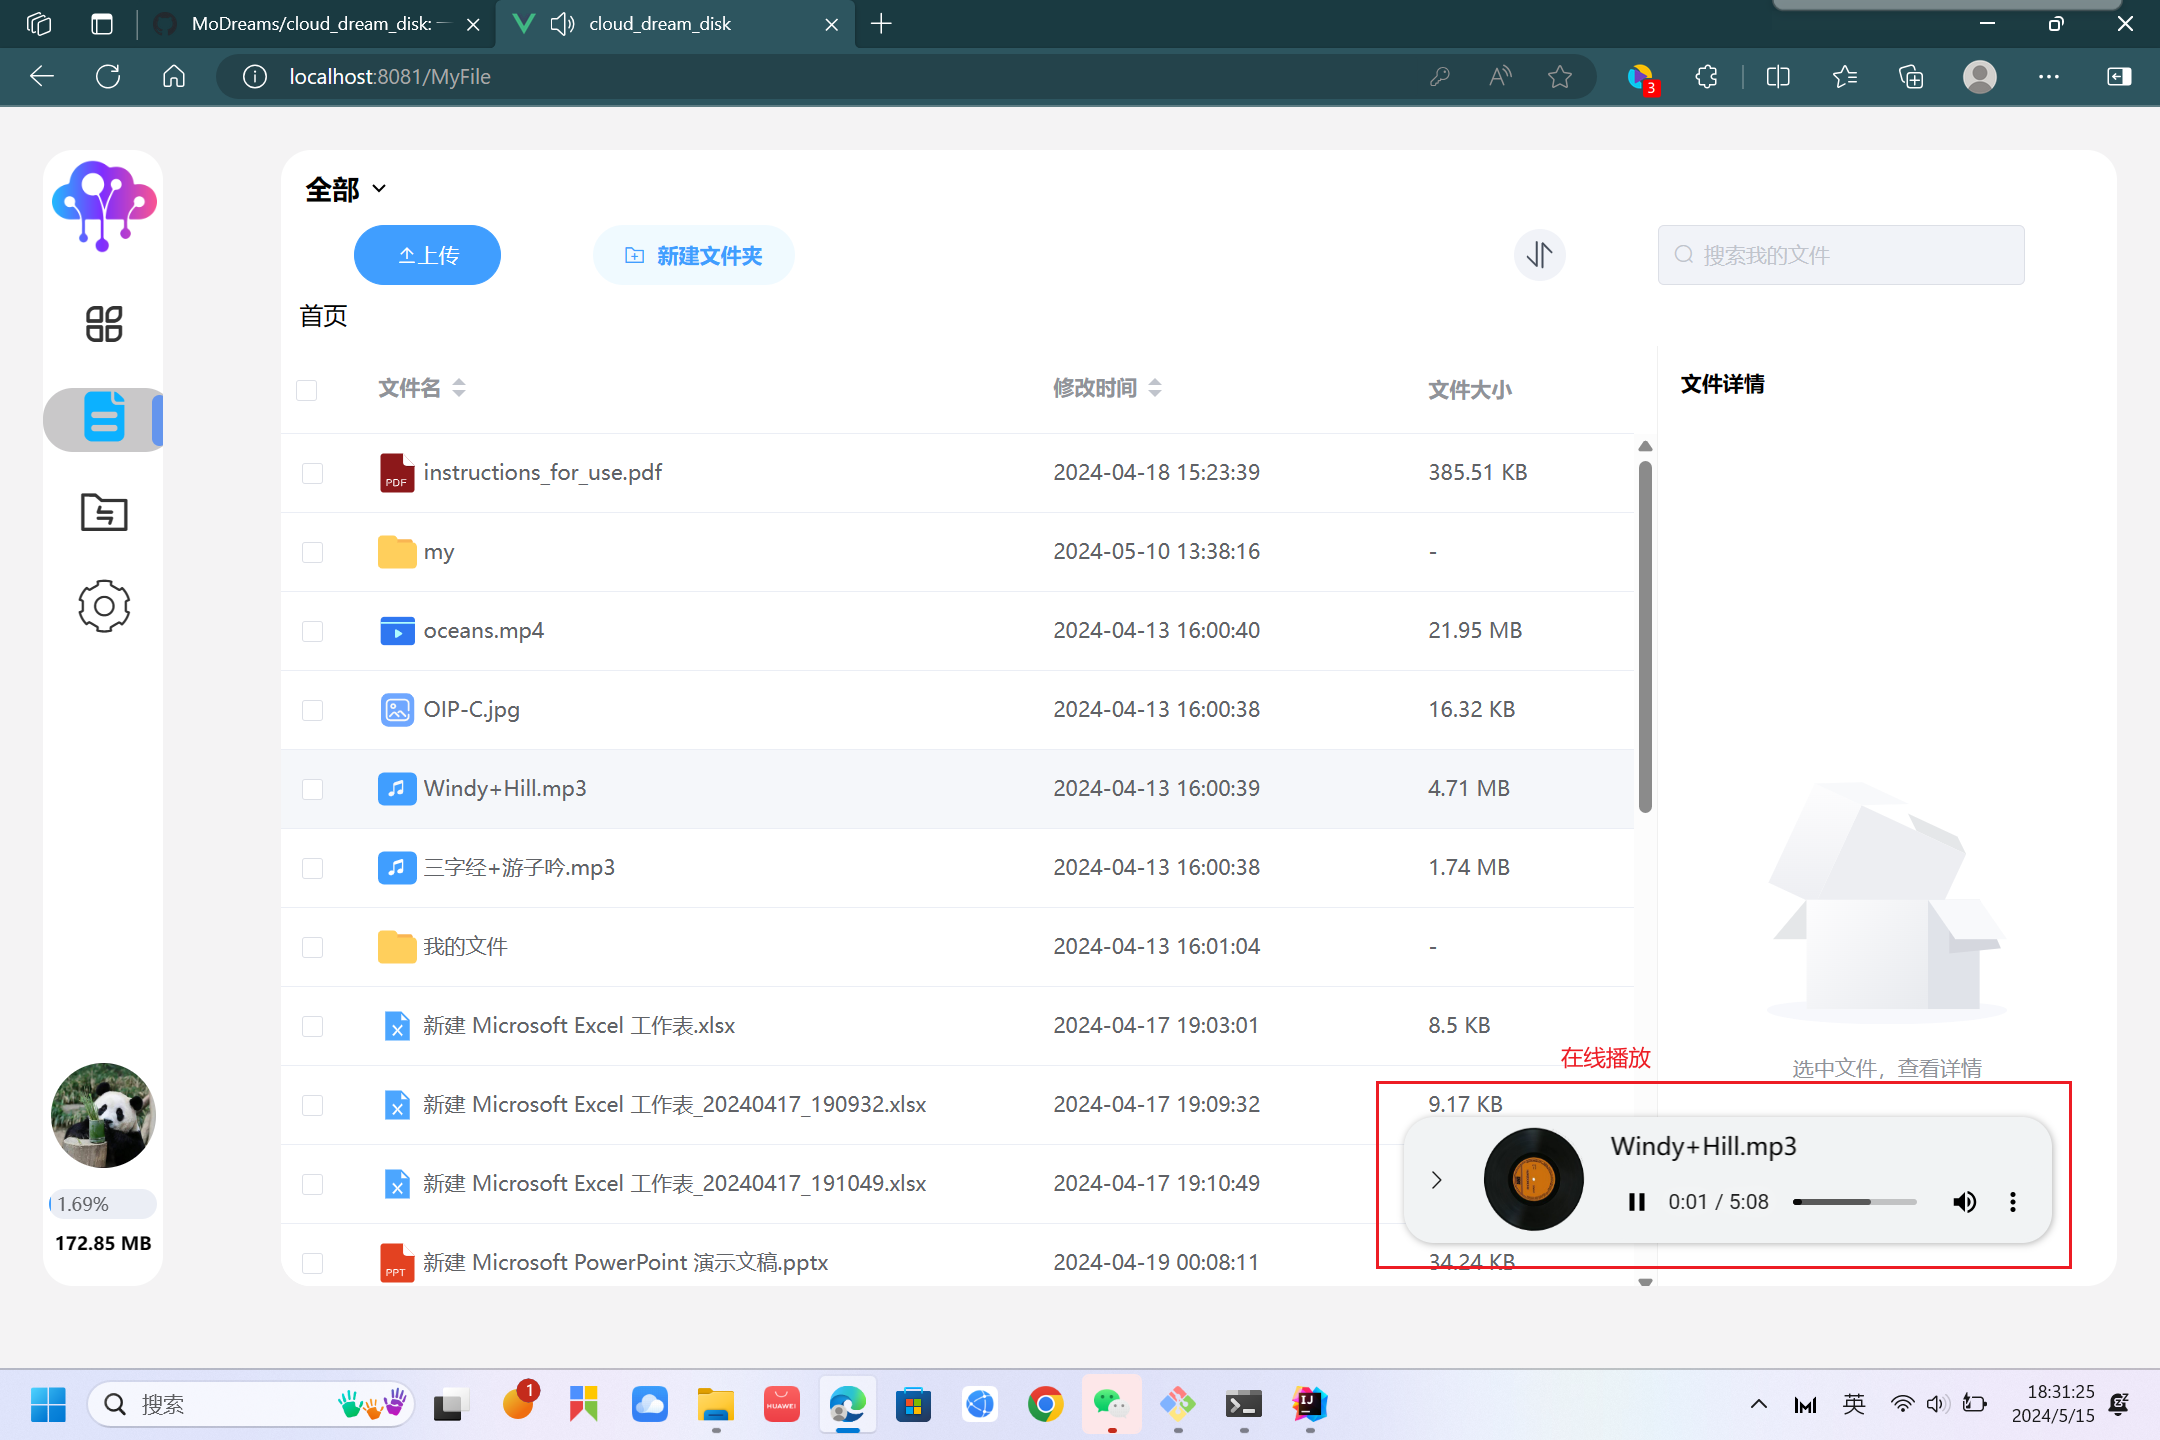 MoDreams/cloud_dream_disk: 一
cloud_dream_disk
localhost:8081/MyFile
3
全部
上传
新建文件夹
搜索我的文件
首页
文件名
修改时间
文件大小
文件详情
PDF
instructions_for_use.pdf
2024-04-18 15:23:39
385.51 KB
my
2024-05-10 13:38:16
-
oceans.mp4
2024-04-13 16:00:40
21.95 MB
OIP-C.jpg
2024-04-13 16:00:38
16.32 KB
Windy+Hill.mp3
2024-04-13 16:00:39
4.71 MB
三字经+游子吟.mp3
2024-04-13 16:00:38
1.74 MB
我的文件
2024-04-13 16:01:04
-
新建 Microsoft Excel 工作表.xlsx
2024-04-17 19:03:01
8.5 KB
在线播放
选中文件，查看详情
新建 Microsoft Excel 工作表_20240417_190932.xlsx
2024-04-17 19:09:32
9.17 KB
Windy+Hill.mp3
0:01 / 5:08
新建 Microsoft Excel 工作表_20240417_191049.xlsx
2024-04-17 19:10:49
PPT
新建 Microsoft PowerPoint 演示文稿.pptx
2024-04-19 00:08:11
34.24 KB
1.69%
172.85 MB
搜索
1
HUAWEI
IJ
英
18:31:25
2024/5/15